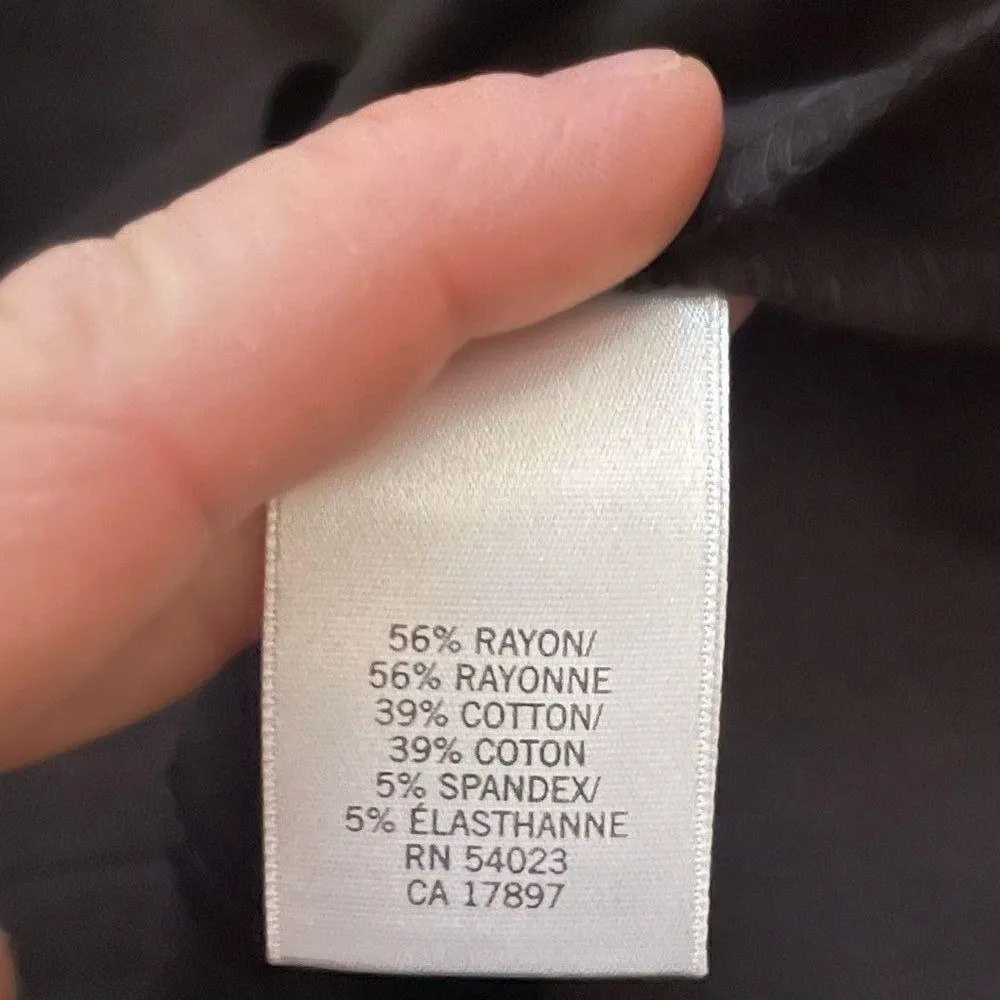 56% RAYON/
56% RAYONNE
39% COTTON/
39% COTON
5% SPANDEX/
5% ÉLASTHANNE
RN 54023
CA 17897